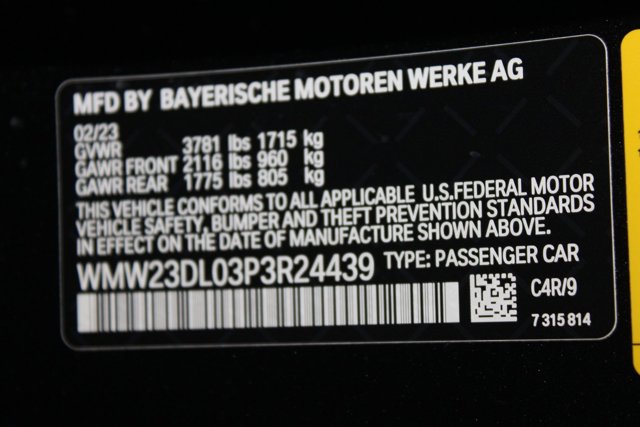 MFD BY BAYERISCHE MOTOREN WERKE AG
02/23
GVWR 3781 lbs 1715 kg
GAWR FRONT 2116 lbs 960 kg
GAWR REAR 1775 lbs 805 kg
THIS VEHICLE CONFORMS TO ALL APPLICABLE U.S.FEDERAL MOTOR
VEHICLE SAFETY, BUMPER AND THEFT PREVENTION STANDARDS
IN EFFECT ON THE DATE OF MANUFACTURE SHOWN ABOVE.
WMW23DL03P3R24439 TYPE: PASSENGER CAR
C4R/9
7 315 814